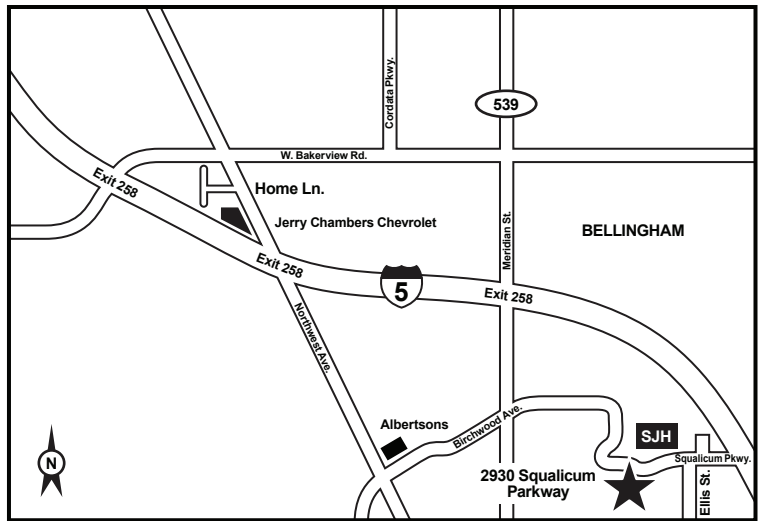 Cordata Pkwy.
539
W. Bakerview Rd.
Exit 258
Home Ln.
Jerry Chambers Chevrolet
Meridian St.
BELLINGHAM
Exit 258
5
Exit 258
Northwest Ave.
Albertsons
Birchwood Ave.
SJH
Squalicum Pkwy.
2930 Squalicum
Parkway
Ellis St.
N